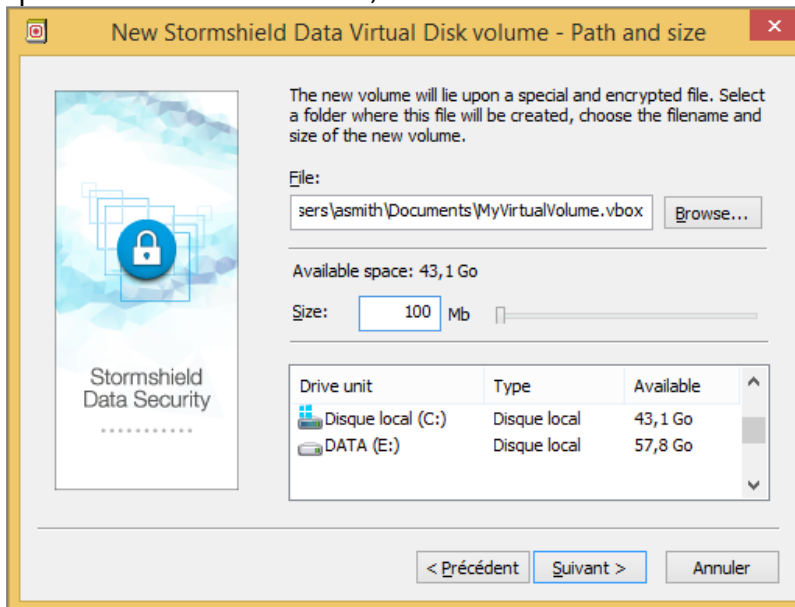 New Stormshield Data Virtual Disk volume - Path and size
The new volume will lie upon a special and encrypted file. Select
a folder where this file will be created, choose the filename and
size of the new volume.
File:
sers\asmith\Documents\MyVirtualVolume.vbox
Browse...
Available space: 43,1 Go
Size: 100 Mb
Stormshield
Data Security
Drive unit Type Available
Disque local (C:) Disque local 43,1 Go
DATA (E:) Disque local 57,8 Go
< Précédent Suivant > Annuler